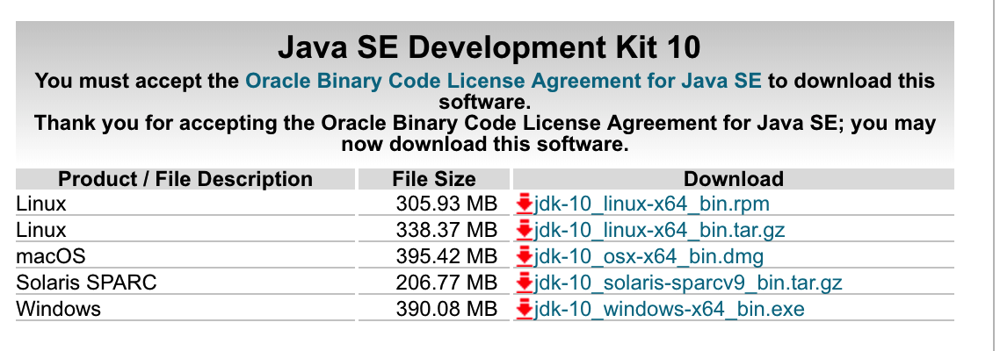 Java SE Development Kit 10
You must accept the Oracle Binary Code License Agreement for Java SE to download this
software.
Thank you for accepting the Oracle Binary Code License Agreement for Java SE; you may
now download this software.
Product / File Description File Size Download
Linux 305.93 MB jdk-10_linux-x64_bin.rpm
Linux 338.37 MB jdk-10_linux-x64_bin.tar.gz
macOS 395.42 MB jdk-10_osx-x64_bin.dmg
Solaris SPARC 206.77 MB jdk-10_solaris-sparcv9_bin.tar.gz
Windows 390.08 MB jdk-10_windows-x64_bin.exe